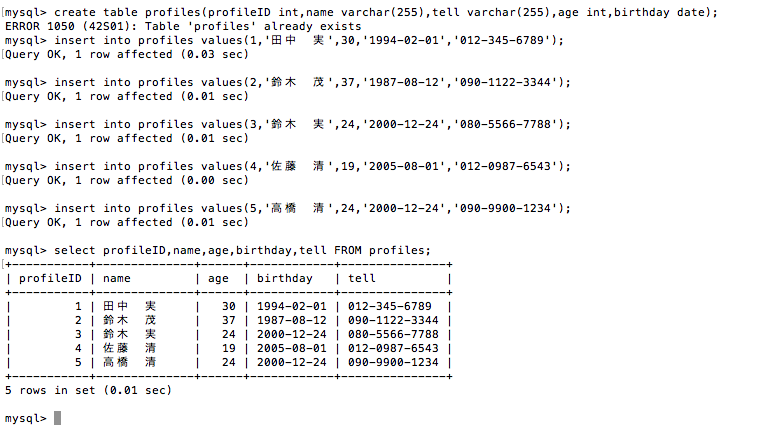 mysql> create table profiles(profileID int,name varchar(255),tell varchar(255),age int,birthday date);
ERROR 1050 (42S01): Table 'profiles' already exists
mysql> insert into profiles values(1,'田中　実',30,'1994-02-01','012-345-6789');
Query OK, 1 row affected (0.03 sec)
mysql> insert into profiles values(2,'鈴木　茂',37,'1987-08-12','090-1122-3344');
Query OK, 1 row affected (0.01 sec)
mysql> insert into profiles values(3,'鈴木　実',24,'2000-12-24','080-5566-7788');
Query OK, 1 row affected (0.01 sec)
mysql> insert into profiles values(4,'佐藤　清',19,'2005-08-01','012-0987-6543');
Query OK, 1 row affected (0.00 sec)
mysql> insert into profiles values(5,'高橋　清',24,'2000-12-24','090-9900-1234');
Query OK, 1 row affected (0.01 sec)
mysql> select profileID,name,age,birthday,tell FROM profiles;
+-----------+--------------+------+------------+---------------+
| profileID | name         | age  | birthday   | tell          |
+-----------+--------------+------+------------+---------------+
|         1 | 田中　実     |   30 | 1994-02-01 | 012-345-6789  |
|         2 | 鈴木　茂     |   37 | 1987-08-12 | 090-1122-3344 |
|         3 | 鈴木　実     |   24 | 2000-12-24 | 080-5566-7788 |
|         4 | 佐藤　清     |   19 | 2005-08-01 | 012-0987-6543 |
|         5 | 高橋　清     |   24 | 2000-12-24 | 090-9900-1234 |
+-----------+--------------+------+------------+---------------+
5 rows in set (0.01 sec)
mysql>